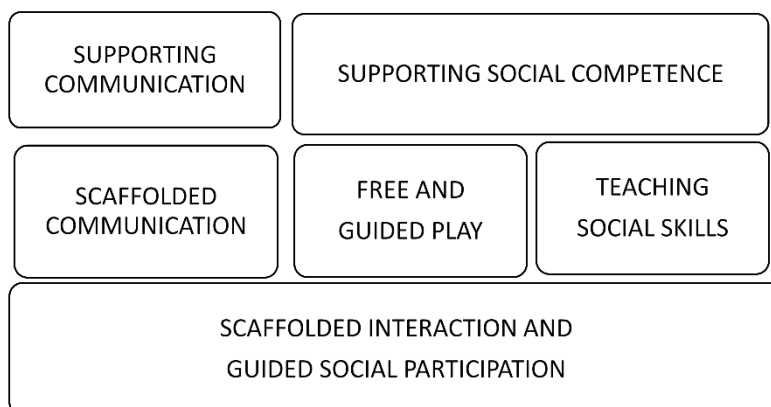 SUPPORTING
COMMUNICATION
SUPPORTING SOCIAL COMPETENCE
SCAFFOLDED
COMMUNICATION
FREE AND
GUIDED PLAY
TEACHING
SOCIAL SKILLS
SCAFFOLDED INTERACTION AND
GUIDED SOCIAL PARTICIPATION